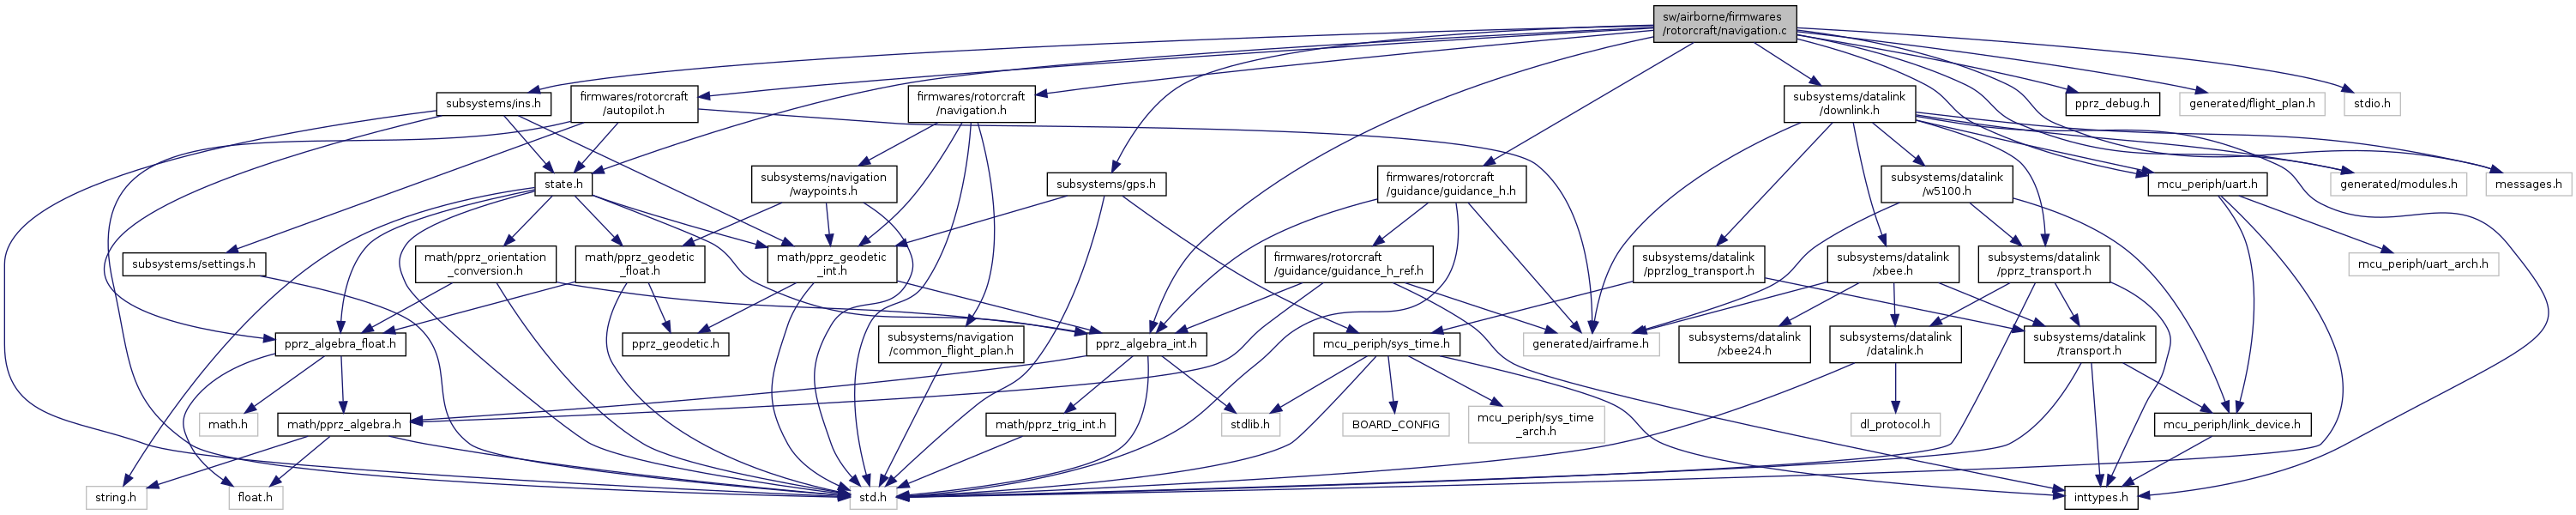 sw/airborne/firmwares
/rotorcraft/navigation.c
subsystems/ins.h
firmwares/rotorcraft
/autopilot.h
firmwares/rotorcraft
/navigation.h
subsystems/datalink
/downlink.h
pprz_debug.h
generated/flight_plan.h
stdio.h
state.h
subsystems/navigation
/waypoints.h
subsystems/gps.h
firmwares/rotorcraft
/guidance/guidance_h.h
subsystems/datalink
/w5100.h
mcu_periph/uart.h
generated/modules.h
messages.h
subsystems/settings.h
math/pprz_orientation
_conversion.h
math/pprz_geodetic
_float.h
math/pprz_geodetic
_int.h
firmwares/rotorcraft
/guidance/guidance_h_ref.h
subsystems/datalink
/pprzlog_transport.h
subsystems/datalink
/xbee.h
subsystems/datalink
/pprz_transport.h
mcu_periph/uart_arch.h
pprz_algebra_float.h
pprz_geodetic.h
subsystems/navigation
/common_flight_plan.h
pprz_algebra_int.h
mcu_periph/sys_time.h
generated/airframe.h
subsystems/datalink
/xbee24.h
subsystems/datalink
/datalink.h
subsystems/datalink
/transport.h
math.h
math/pprz_algebra.h
math/pprz_trig_int.h
stdlib.h
BOARD_CONFIG
mcu_periph/sys_time
_arch.h
dl_protocol.h
mcu_periph/link_device.h
string.h
float.h
std.h
inttypes.h